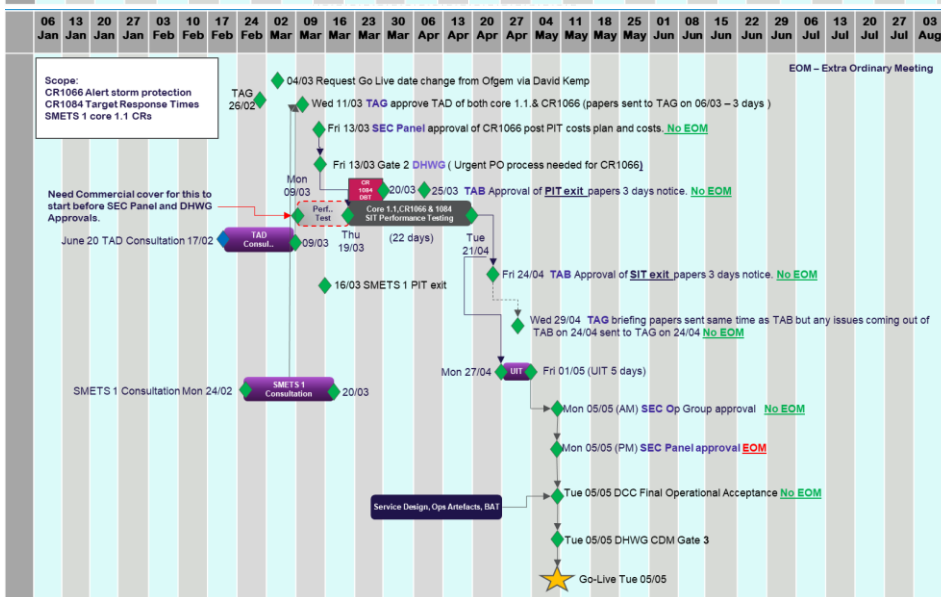 06 13 20 27 03 10 17 24 02 09 16 23 30 06 13 20 27 04 11 18 25 01 08 15 22 29 06 13 20 27 03
Jan Jan Jan Jan Feb Feb Feb Feb Mar Mar Mar Mar Mar Apr Apr Apr Apr May May May May Jun Jun Jun Jun Jun Jul Jul Jul Jul Aug
EOM – Extra Ordinary Meeting
Scope:
CR1066 Alert storm protection
CR1084 Target Response Times
SMETS 1 core 1.1 CRs
04/03 Request Go Live date change from Ofgem via David Kemp
TAG
26/02
Wed 11/03 TAG approve TAD of both core 1.1.& CR1066 (papers sent to TAG on 06/03 – 3 days )
Fri 13/03 SEC Panel approval of CR1066 post PIT costs plan and costs. No EOM
Fri 13/03 Gate 2 DHWG ( Urgent PO process needed for CR1066)
Mon
09/03
CR
1084
DBT
20/03
25/03 TAB Approval of PIT exit papers 3 days notice. No EOM
Need Commercial cover for this to
start before SEC Panel and DHWG
Approvals.
Perf..
Test
Core 1.1,CR1066 & 1084
SIT Performance Testing
Thu
19/03
(22 days)
Tue
21/04
June 20 TAD Consultation 17/02
TAD
Consul..
09/03
Fri 24/04 TAB Approval of SIT exit papers 3 days notice. No EOM
16/03 SMETS 1 PIT exit
Wed 29/04 TAG briefing papers sent same time as TAB but any issues coming out of
TAB on 24/04 sent to TAG on 24/04 No EOM
Mon 27/04
UIT
Fri 01/05 (UIT 5 days)
SMETS 1 Consultation Mon 24/02
SMETS 1
Consultation
20/03
Mon 05/05 (AM) SEC Op Group approval No EOM
Mon 05/05 (PM) SEC Panel approval EOM
Service Design, Ops Artefacts, BAT
Tue 05/05 DCC Final Operational Acceptance No EOM
Tue 05/05 DHWG CDM Gate 3
Go-Live Tue 05/05